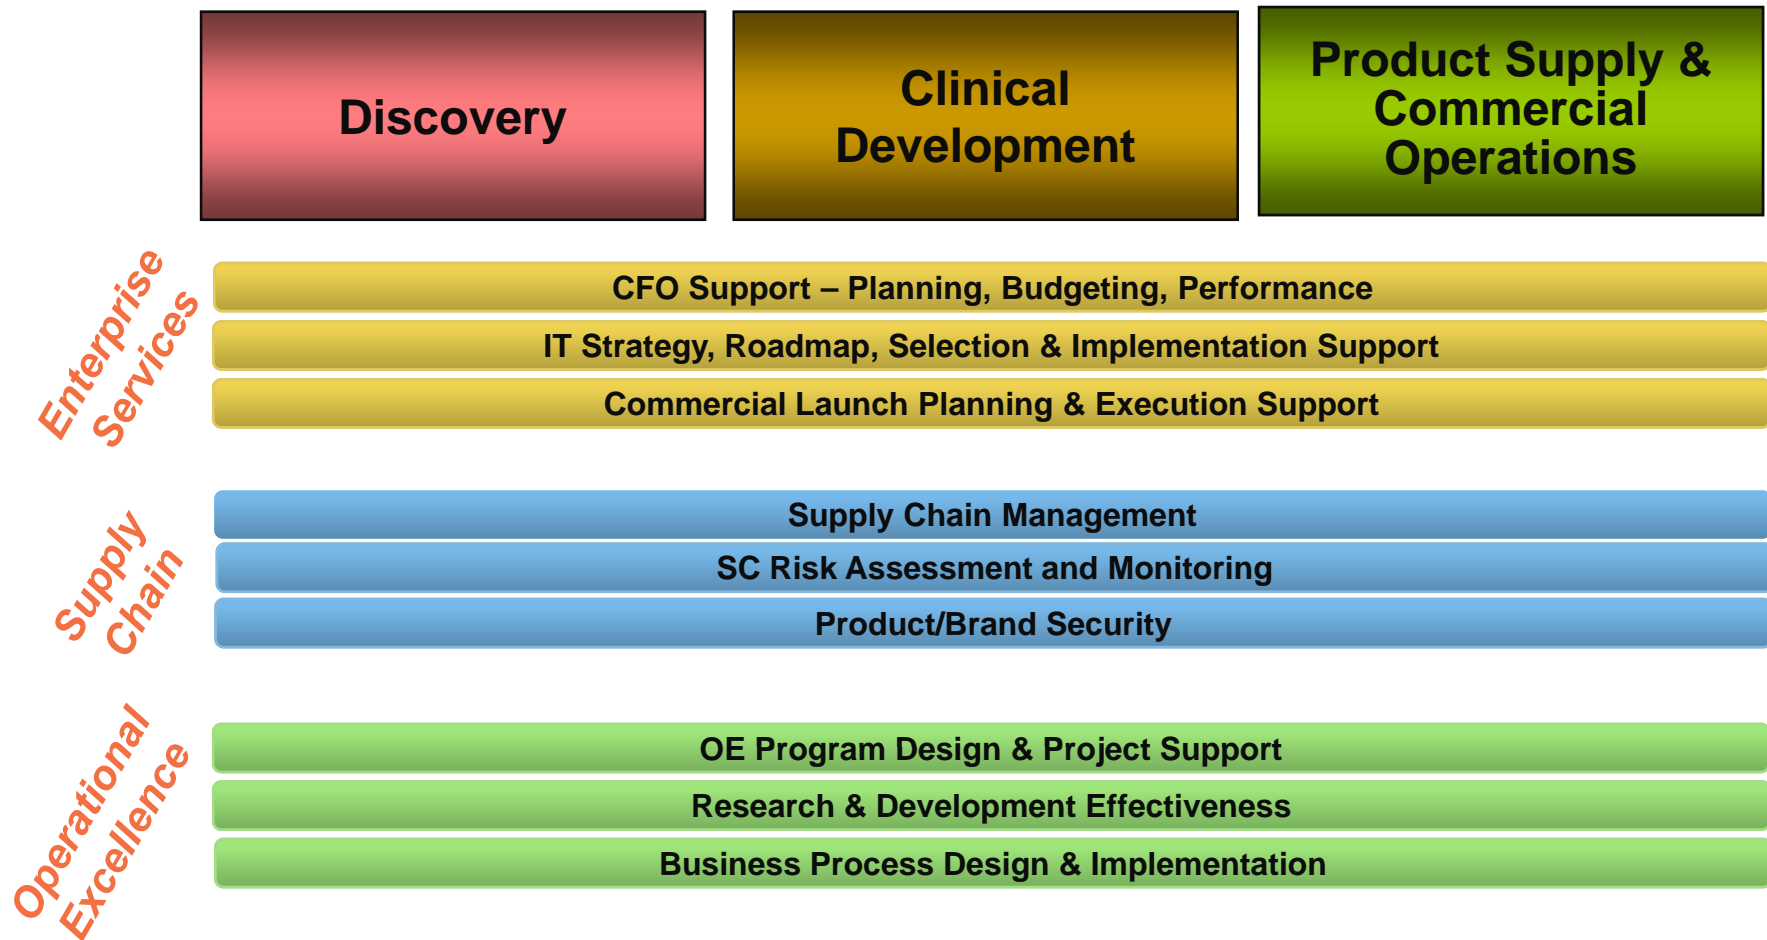 Discovery
Clinical
Development
Product Supply &
Commercial
Operations
Enterprise
Services
CFO Support – Planning, Budgeting, Performance
IT Strategy, Roadmap, Selection & Implementation Support
Commercial Launch Planning & Execution Support
Supply
Chain
Supply Chain Management
SC Risk Assessment and Monitoring
Product/Brand Security
Operational
Excellence
OE Program Design & Project Support
Research & Development Effectiveness
Business Process Design & Implementation